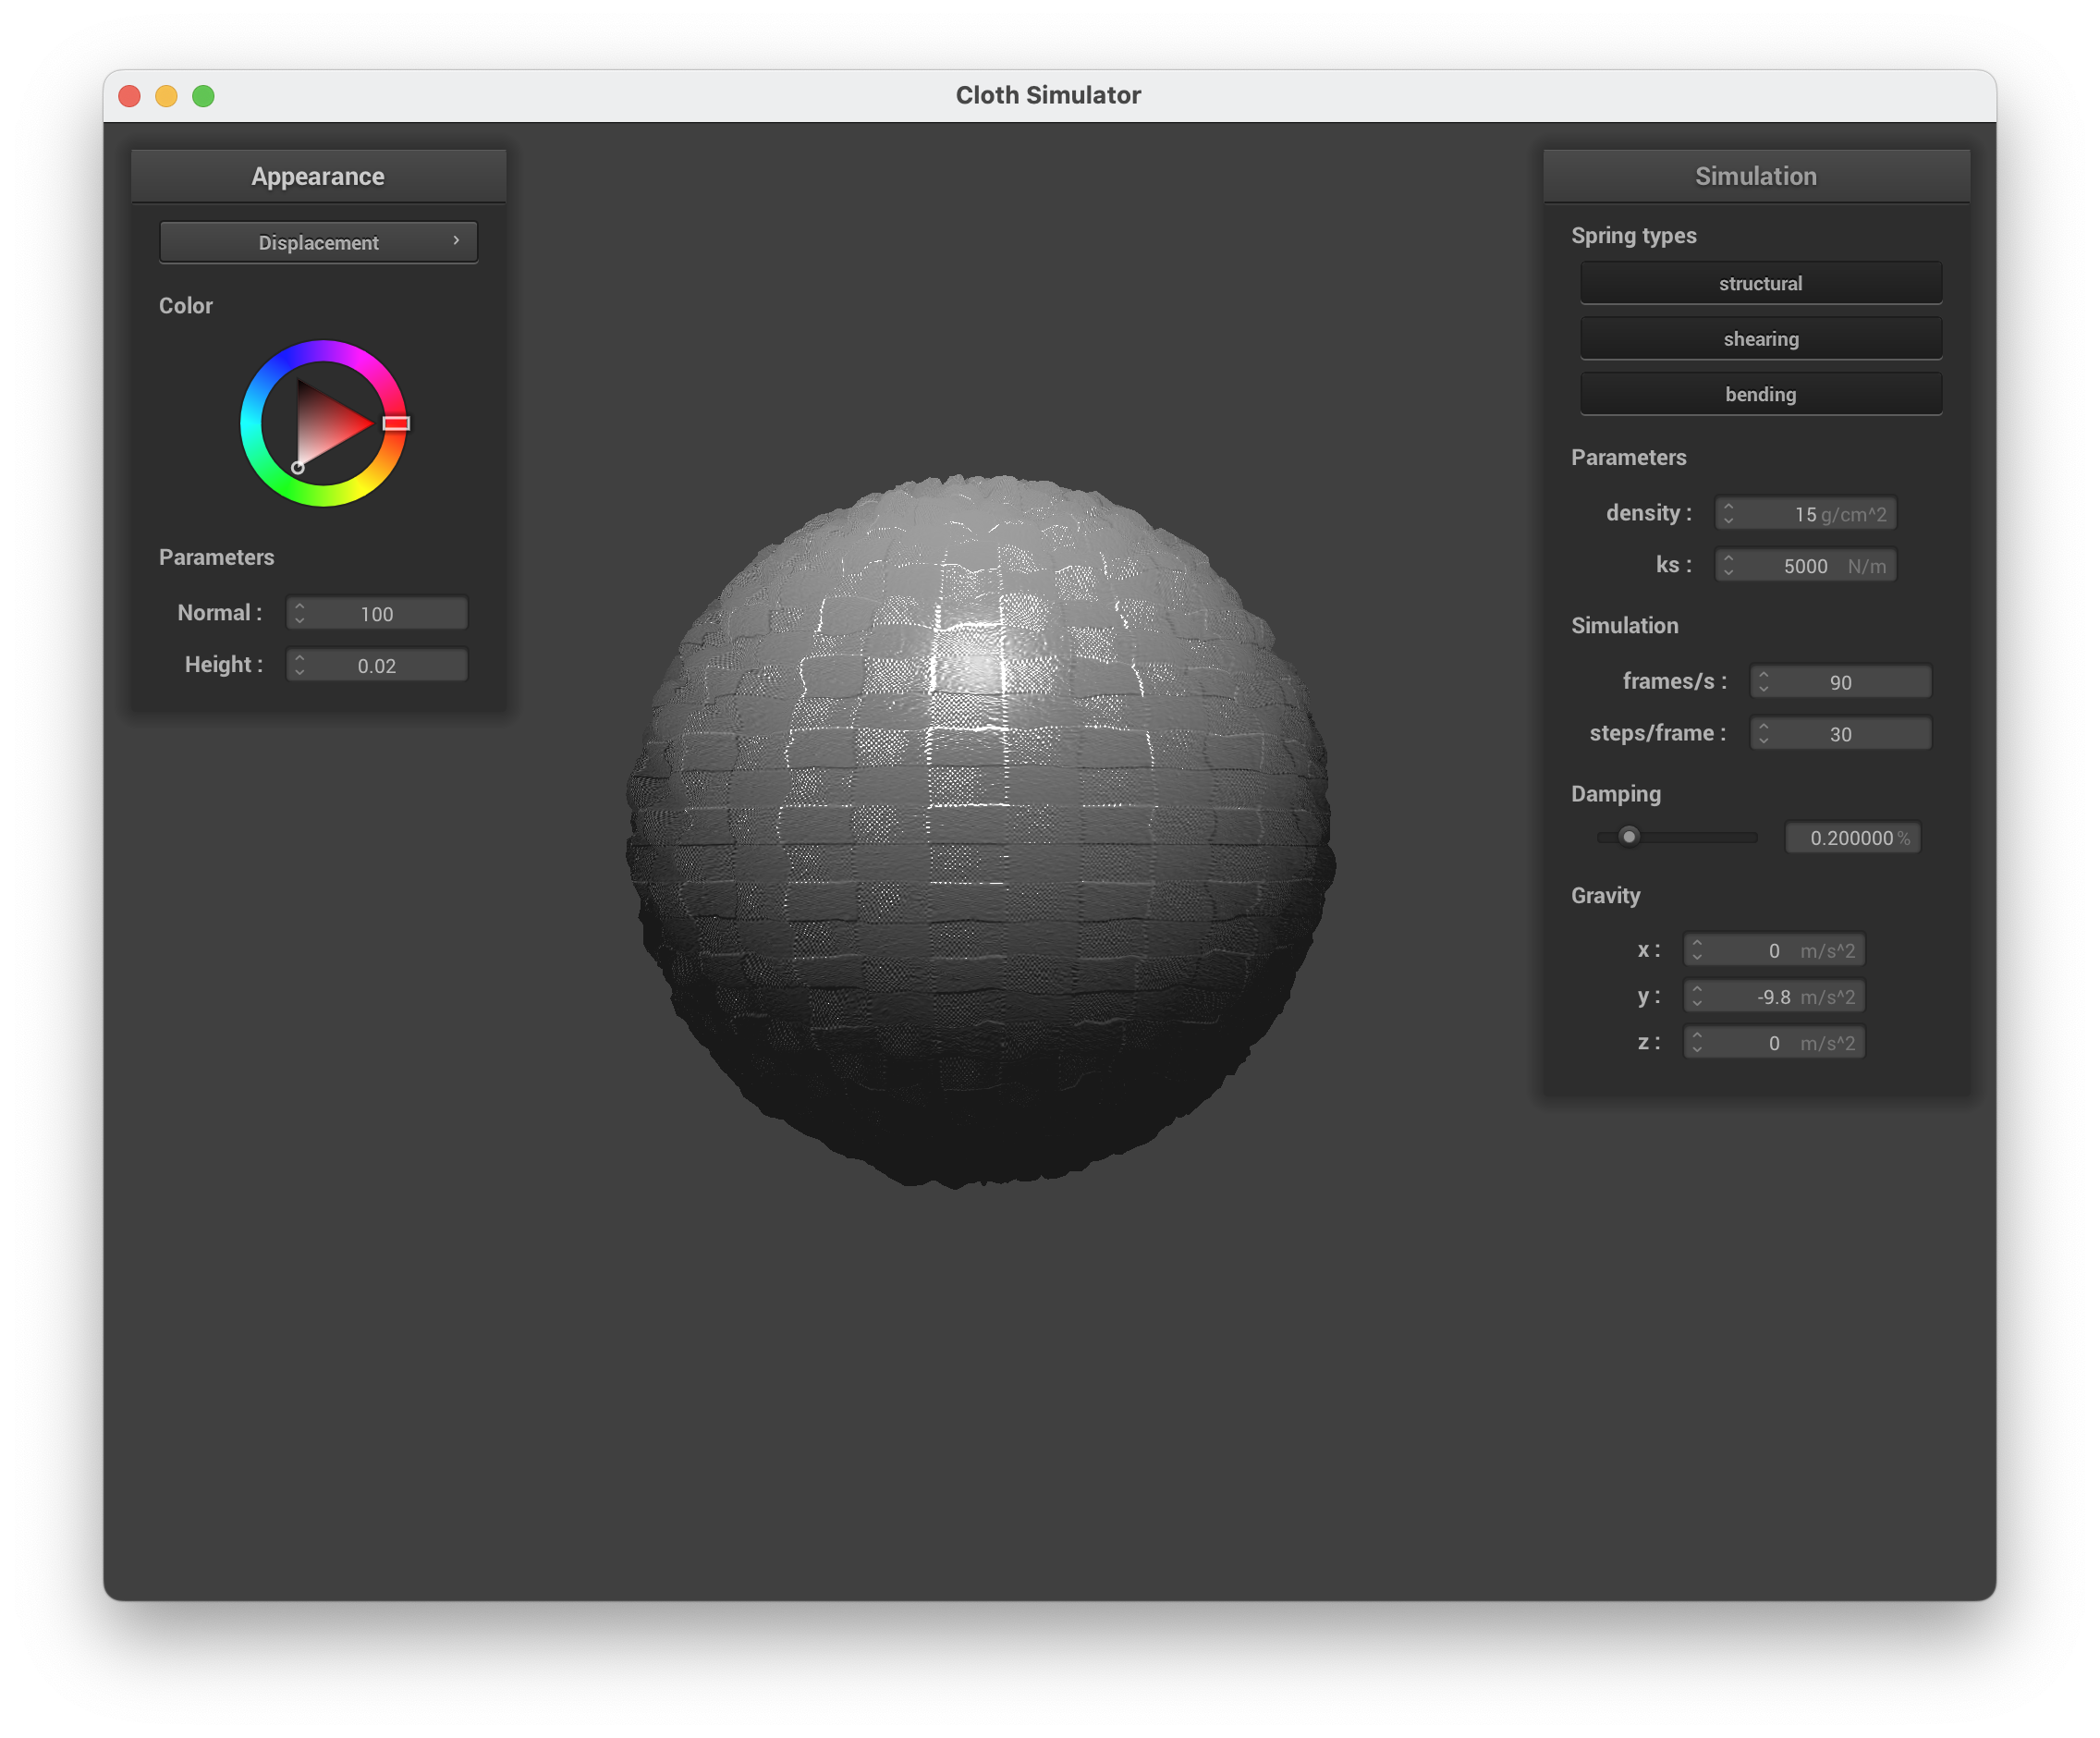 Cloth Simulator
Appearance
Displacement
Color
Parameters
Normal : 100
Height : 0.02
Simulation
Spring types
structural
shearing
bending
Parameters
density : 15 g/cm^2
ks : 5000 N/m
Simulation
frames/s : 90
steps/frame : 30
Damping
0.200000 %
Gravity
x : 0 m/s^2
y : -9.8 m/s^2
z : 0 m/s^2